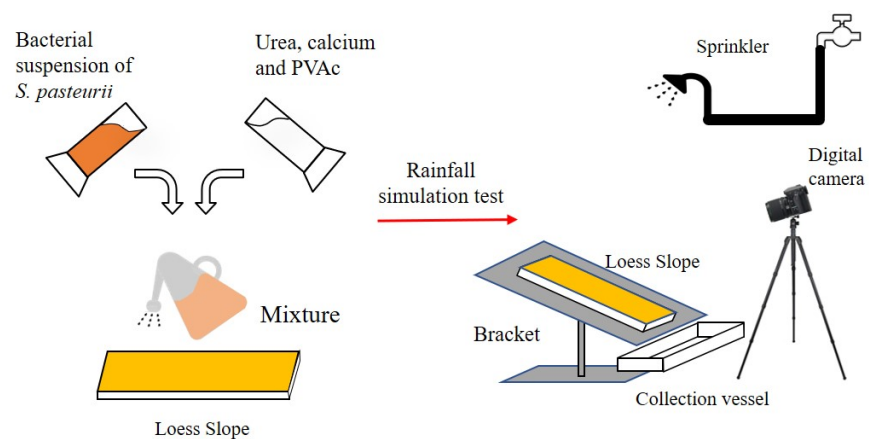 Bacterial
suspension of
S. pasteurii
Urea, calcium
and PVAc
Mixture
Loess Slope
Rainfall
simulation test
Sprinkler
Digital
camera
Loess Slope
Bracket
Collection vessel